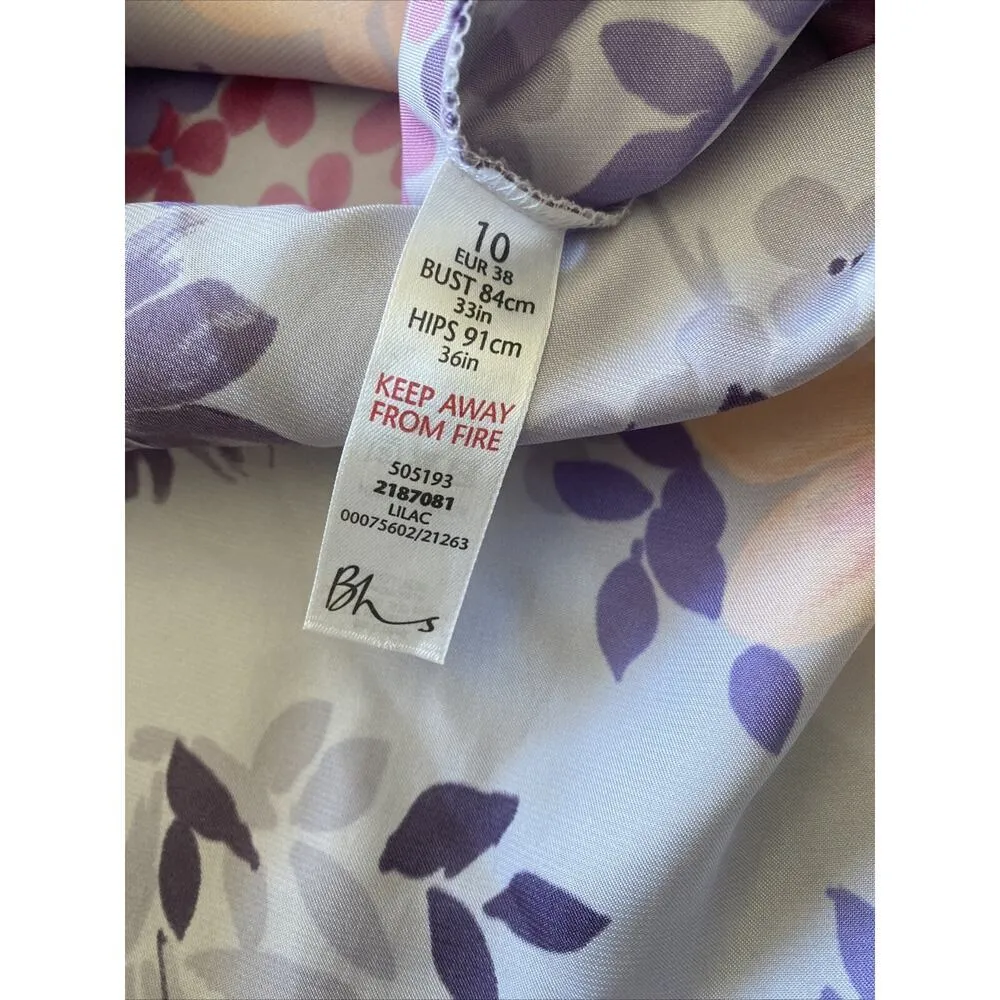 10
EUR 38
BUST 84cm
33in
HIPS 91cm
36in
KEEP AWAY
FROM FIRE
505193
2187081
LILAC
00075602/21263
Bhs